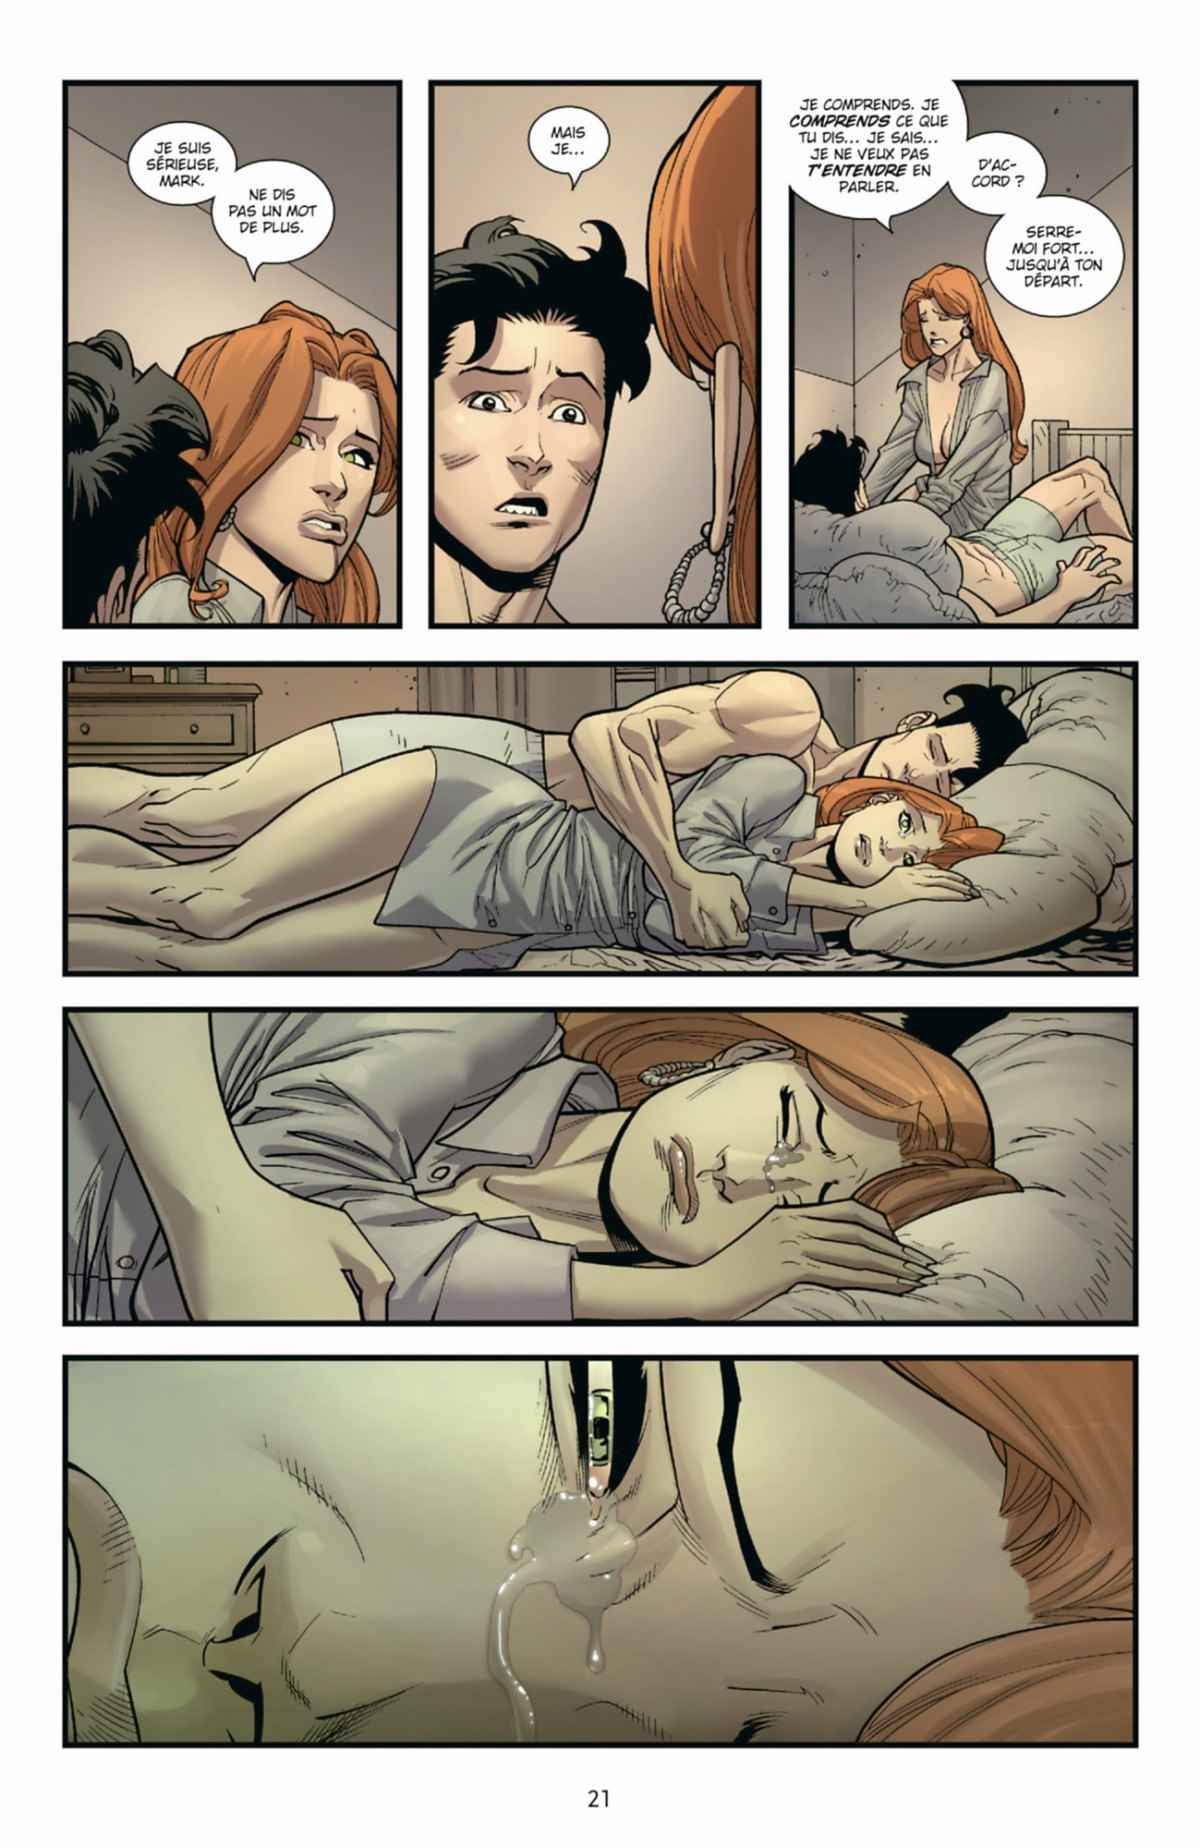 JE SUIS
SÉRIEUSE,
MARK.
NE DIS
PAS UN MOT
DE PLUS.
MAIS
JE...
JE COMPRENDS. JE
COMPRENDS CE QUE
TU DIS... JE SAIS...
JE NE VEUX PAS
T'ENTENDRE EN
PARLER.
D'AC-
CORD ?
SERRE-
MOI FORT...
JUSQU'À TON
DÉPART.
21